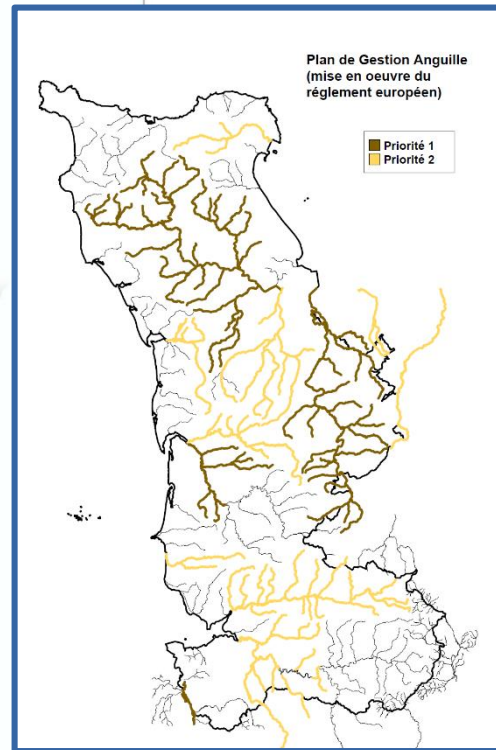 Plan de Gestion Anguille
(mise en oeuvre du
réglement européen)
Priorité 1
Priorité 2